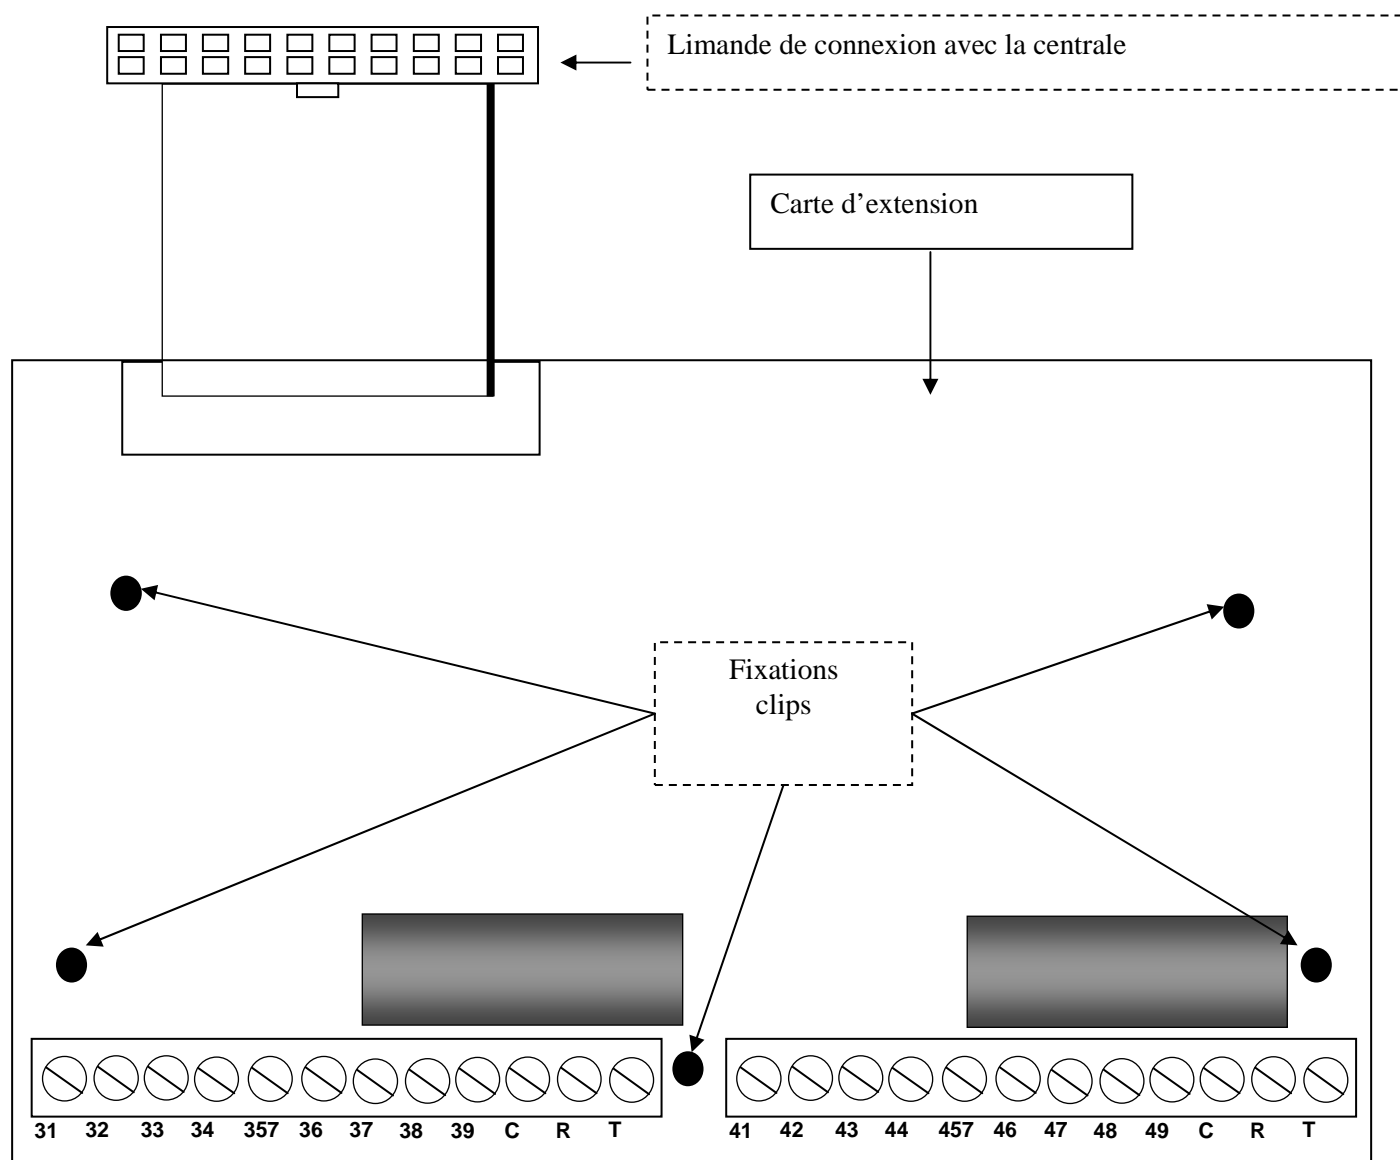 Limande de connexion avec la centrale
Carte d’extension
Fixations
clips
31 32 33 34 357 36 37 38 39 C R T
41 42 43 44 457 46 47 48 49 C R T